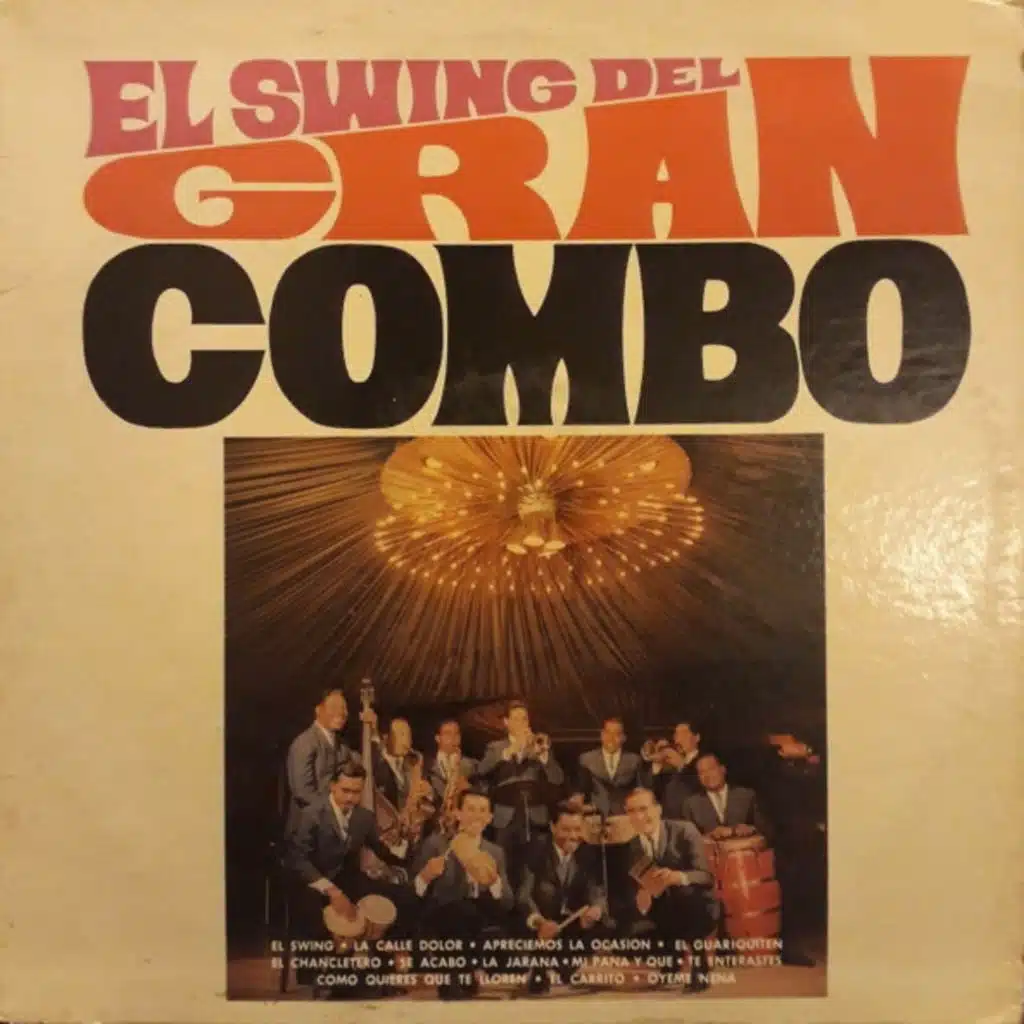 EL SWING DEL
GRAN
COMBO
EL SWING • LA CALLE DOLOR • APRECIEMOS LA OCASION • EL GUARIQUITEN
EL CHANCLETERO • SE ACABO • LA JARANA • MI PANA Y QUE • TE ENTERASTES
COMO QUIERES QUE TE LLOREN • EL CARRITO • OYEME NENA